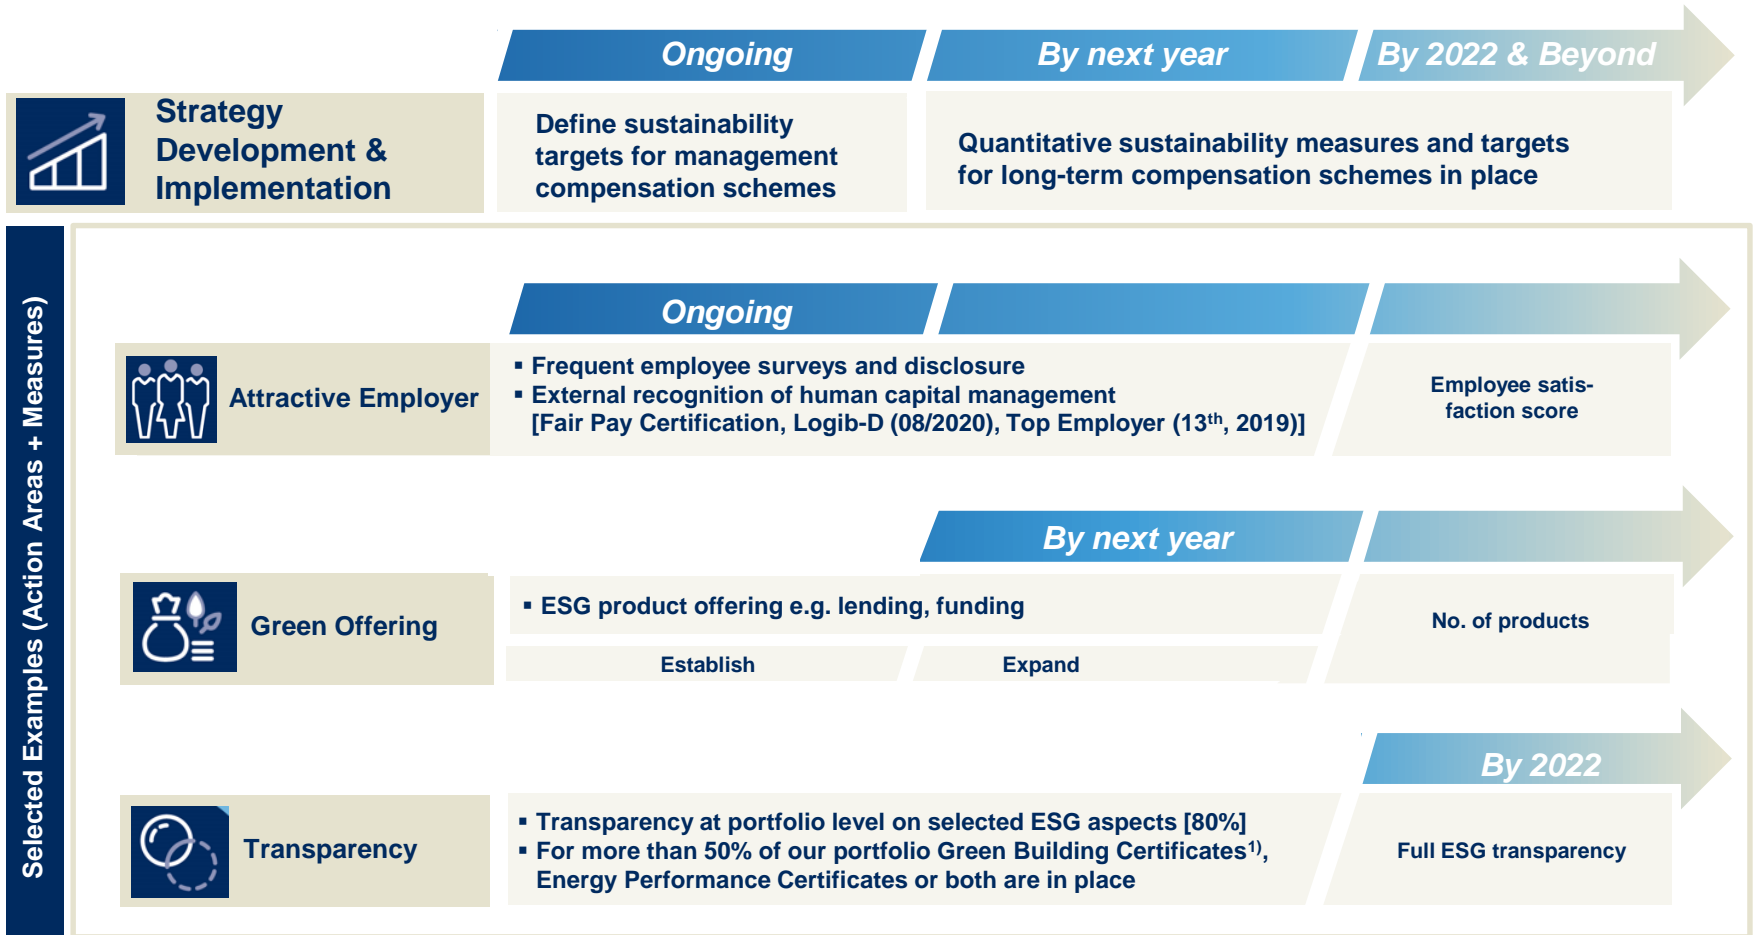 Ongoing
By next year
By 2022 & Beyond
Strategy
Development &
Implementation
Define sustainability
targets for management
compensation schemes
Quantitative sustainability measures and targets
for long-term compensation schemes in place
Selected Examples (Action Areas + Measures)
Ongoing
Attractive Employer
▪ Frequent employee surveys and disclosure
▪ External recognition of human capital management
[Fair Pay Certification, Logib-D (08/2020), Top Employer (13th, 2019)]
Employee satis-
faction score
By next year
Green Offering
▪ ESG product offering e.g. lending, funding
Establish
Expand
No. of products
By 2022
Transparency
▪ Transparency at portfolio level on selected ESG aspects [80%]
▪ For more than 50% of our portfolio Green Building Certificates1),
Energy Performance Certificates or both are in place
Full ESG transparency